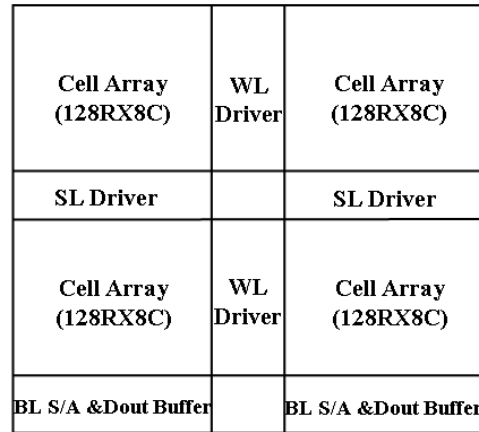 Cell Array
(128RX8C)
WL
Driver
Cell Array
(128RX8C)
SL Driver
SL Driver
Cell Array
(128RX8C)
WL
Driver
Cell Array
(128RX8C)
BL S/A &Dout Buffer
BL S/A &Dout Buffer